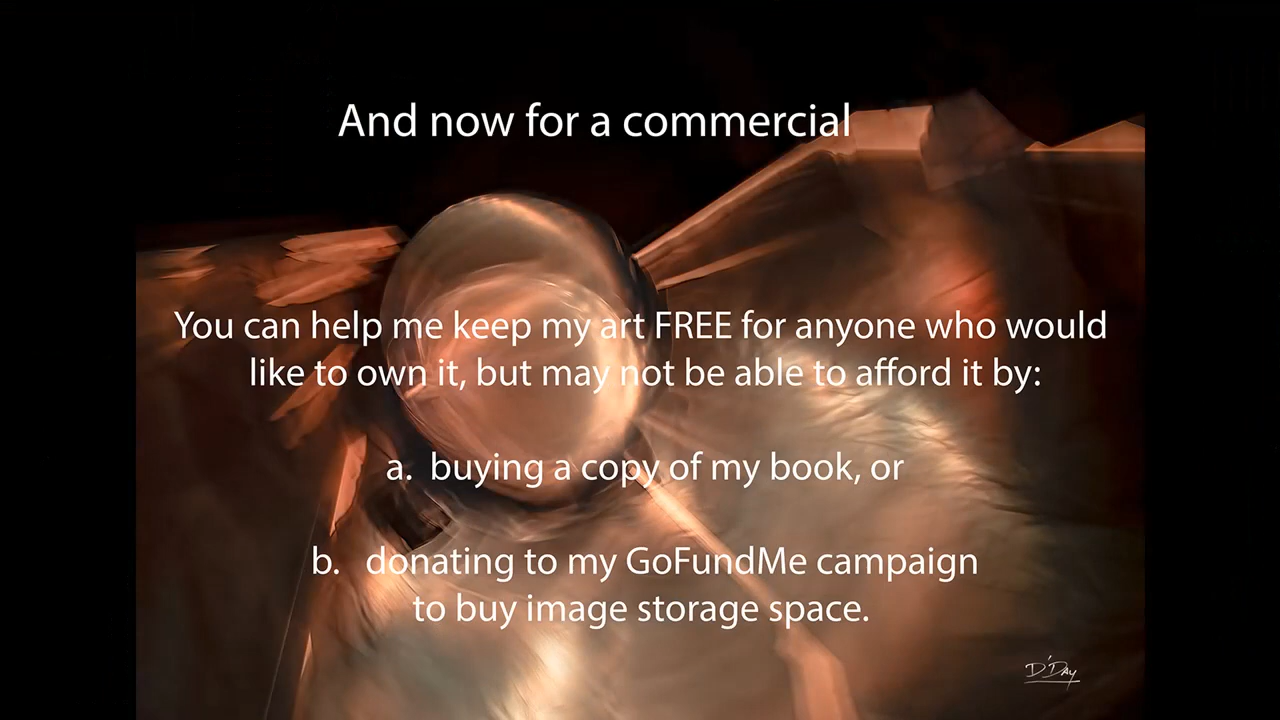 And now for a commercial
You can help me keep my art FREE for anyone who would
like to own it, but may not be able to afford it by:
a. buying a copy of my book, or
b. donating to my GoFundMe campaign
to buy image storage space.
D'Day